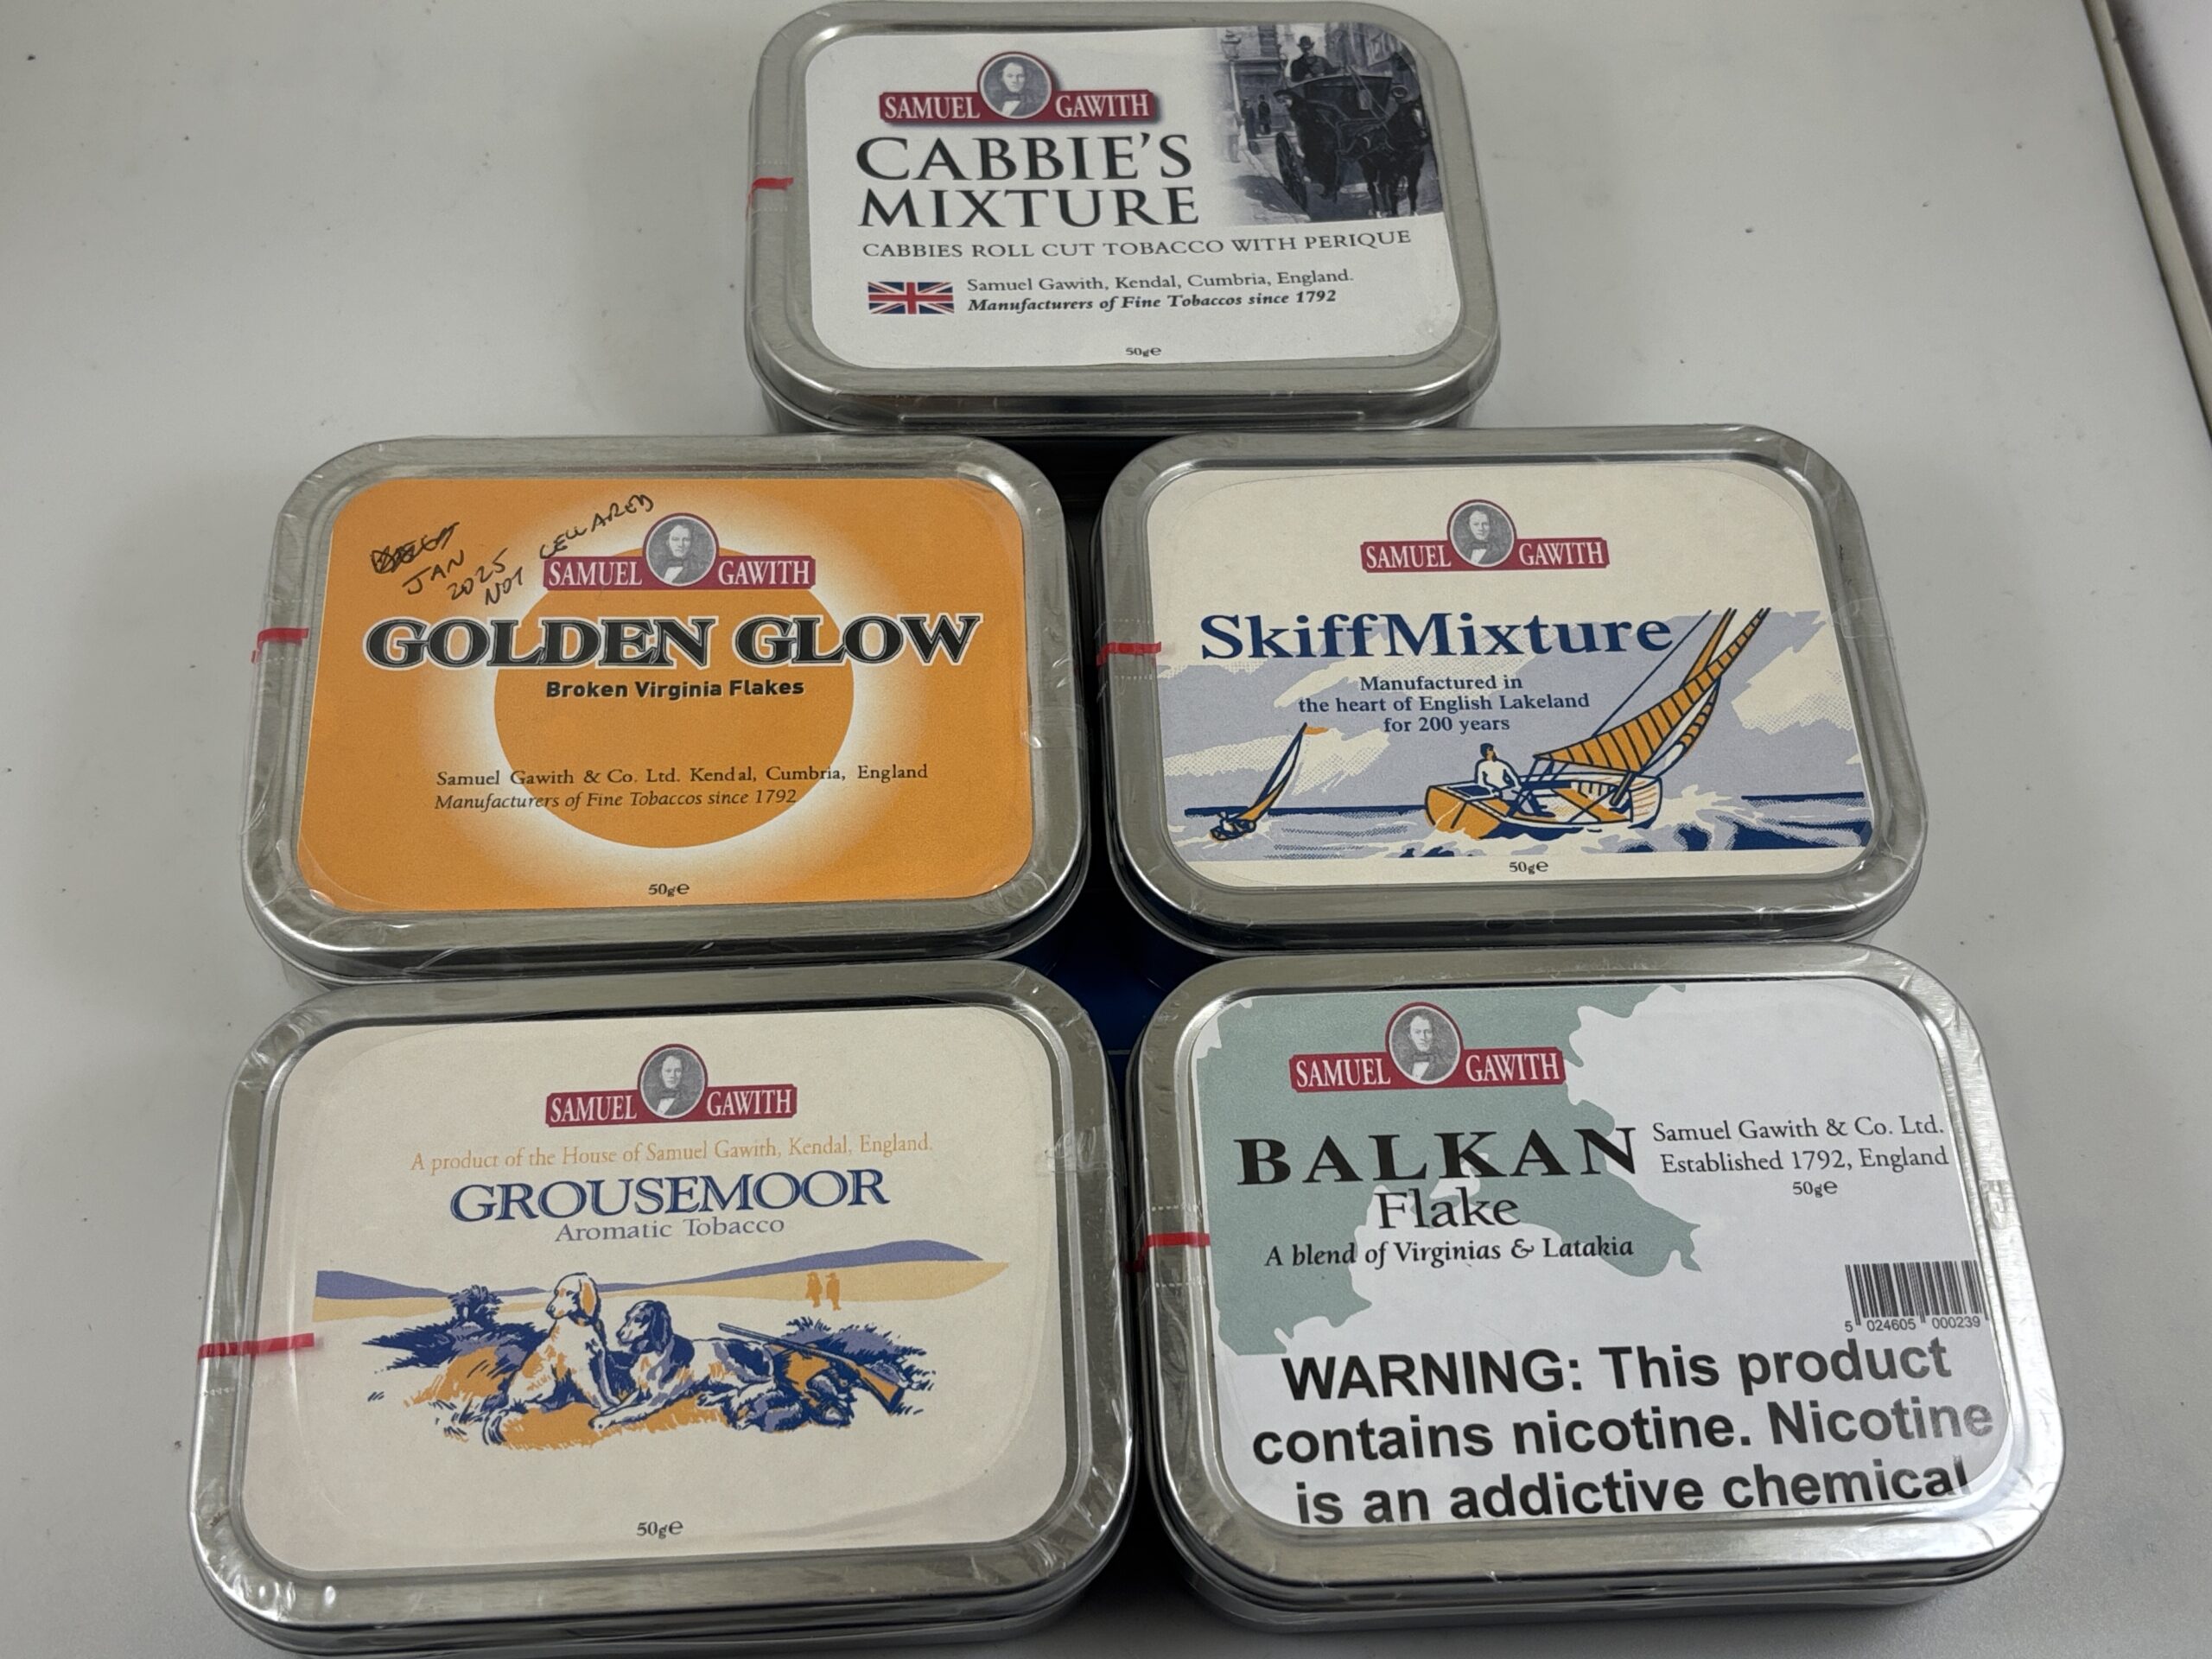 SAMUEL GAWITH
CABBIE'S
MIXTURE
CABBIES ROLL CUT TOBACCO WITH PERIQUE
Samuel Gawith, Kendal, Cumbria, England.
Manufacturers of Fine Tobaccos since 1792
50g℮
JAN
2025
NOT CELLARED
SAMUEL GAWITH
GOLDEN GLOW
Broken Virginia Flakes
Samuel Gawith & Co. Ltd. Kendal, Cumbria, England
Manufacturers of Fine Tobaccos since 1792
50g℮
SAMUEL GAWITH
SkiffMixture
Manufactured in
the heart of English Lakeland
for 200 years
50g℮
SAMUEL GAWITH
A product of the House of Samuel Gawith, Kendal, England.
GROUSEMOOR
Aromatic Tobacco
50g℮
SAMUEL GAWITH
BALKAN
Flake
A blend of Virginias & Latakia
Samuel Gawith & Co. Ltd.
Established 1792, England
50g℮
5 024605 000239
WARNING: This product
contains nicotine. Nicotine
is an addictive chemical